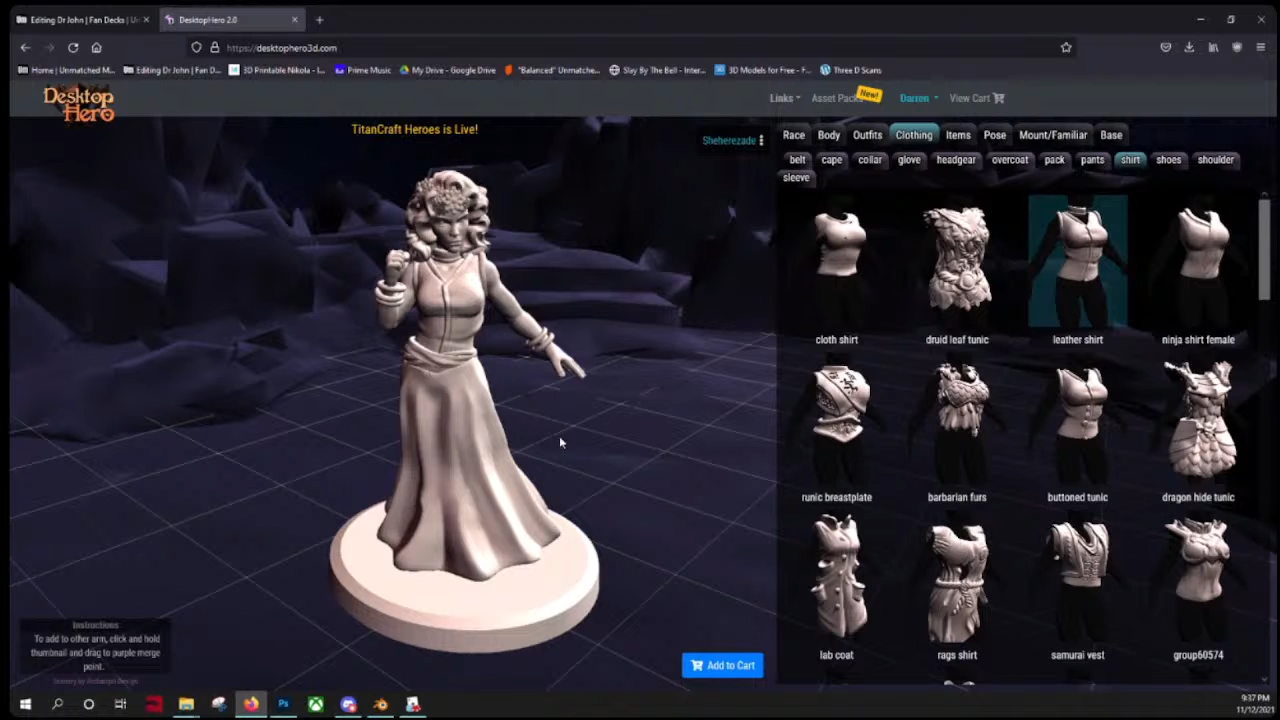 Editing Dr John | Fan Decks | Un
DesktopHero 2.0
https://desktophero3d.com
Home | Unmatched M...
Editing Dr John | Fan D...
3D Printable Nikola - I...
Prime Music
My Drive - Google Drive
"Balanced" Unmatche...
Slay By The Bell - Inter...
3D Models for Free - F...
Three D Scans
Desktop
Hero
Links
Asset Packs
New!
Darren
View Cart
TitanCraft Heroes is Live!
Sheherezade
Race Body Outfits Clothing Items Pose Mount/Familiar Base
belt cape collar glove headgear overcoat pack pants shirt shoes shoulder
sleeve
cloth shirt druid leaf tunic leather shirt ninja shirt female
runic breastplate barbarian furs buttoned tunic dragon hide tunic
lab coat rags shirt samurai vest group60574
Instructions
To add to other arm, click and hold
thumbnail and drag to purple merge
point.
Scenery by Archangel Design
Add to Cart
Ps
9:37 PM
11/12/2021